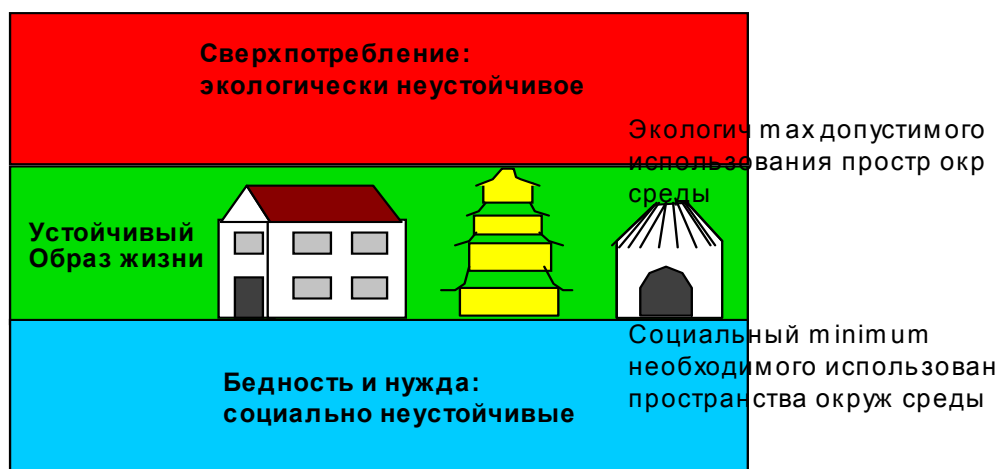 Сверхпотребление:
экологически неустойчивое
Экологич max допустимого
использования простр окр
среды
Устойчивый
Образ жизни
Социальный minimum
необходимого использован
пространства окруж среды
Бедность и нужда:
социально неустойчивые